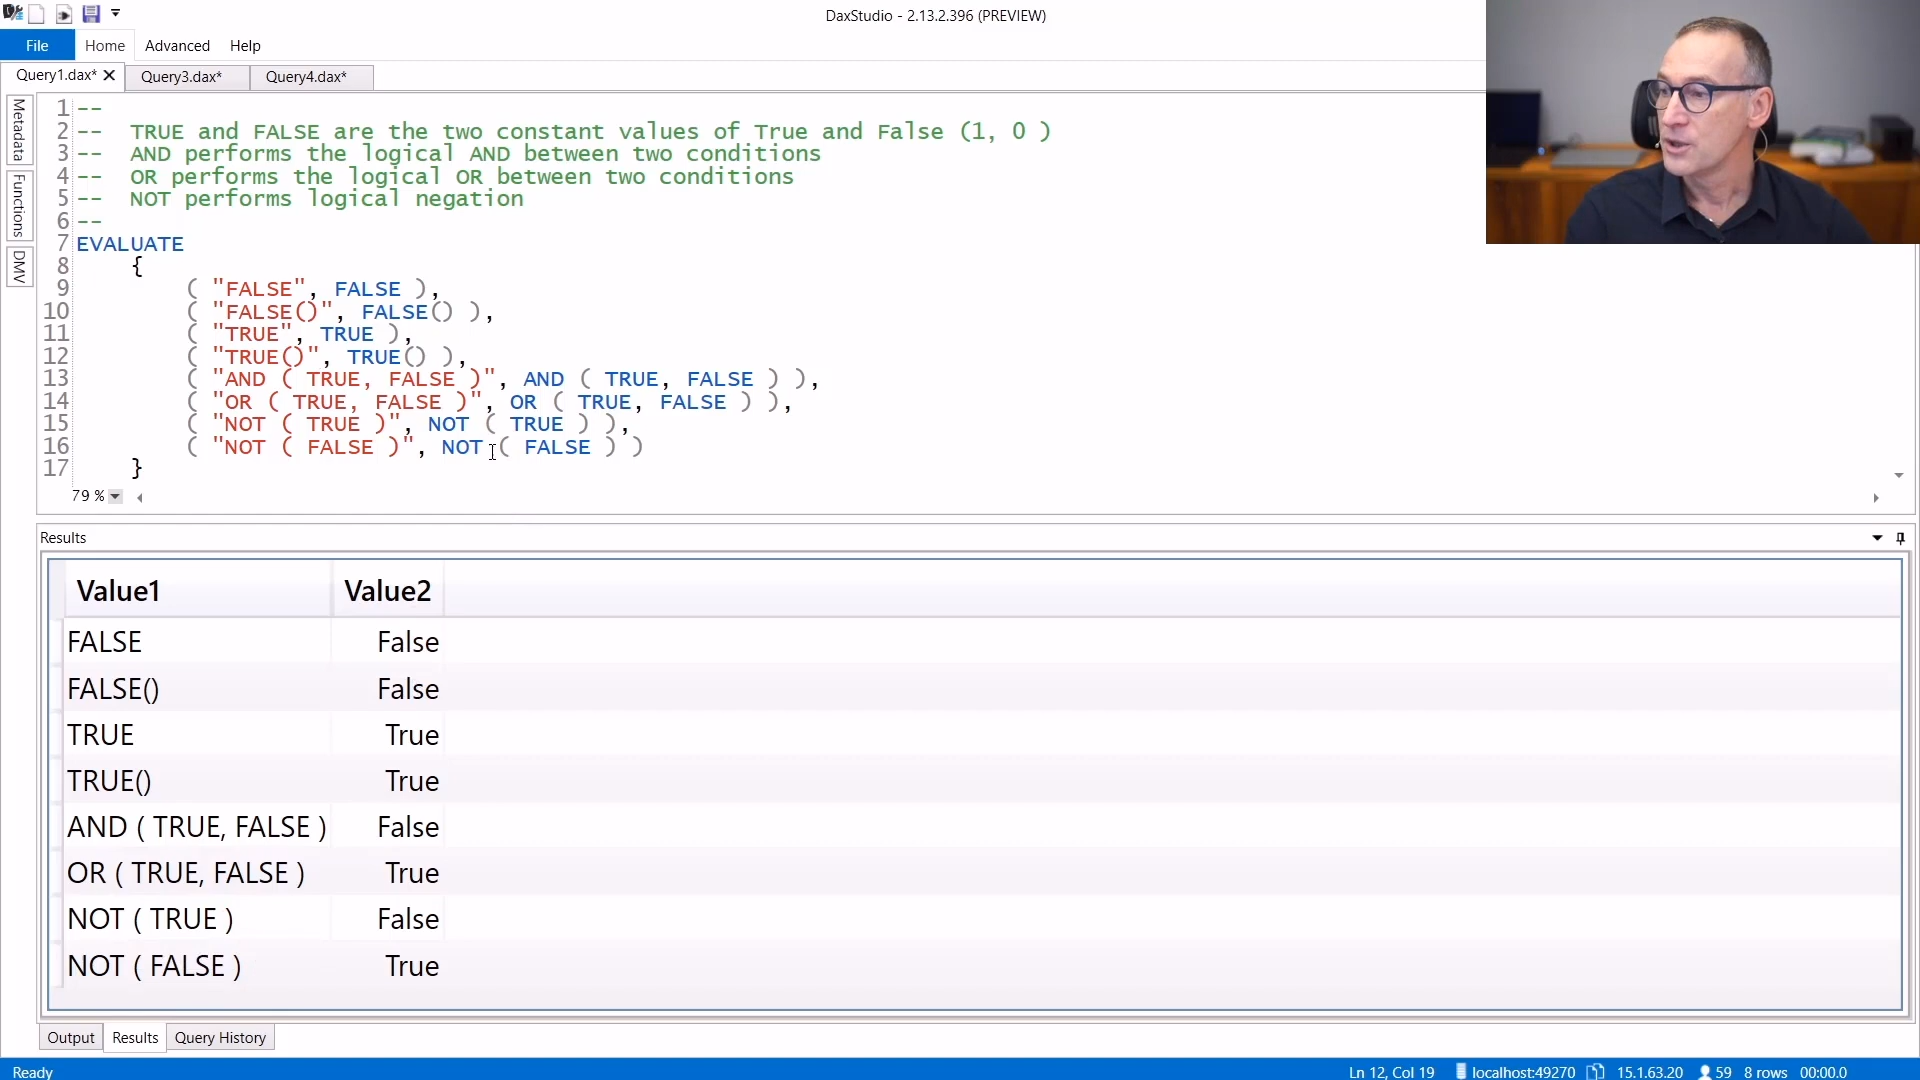 DaxStudio - 2.13.2.396 (PREVIEW)
File Home Advanced Help
Query1.dax* Query3.dax* Query4.dax*
Metadata
Functions
DMV
1 --
2 -- TRUE and FALSE are the two constant values of True and False (1, 0 )
3 -- AND performs the logical AND between two conditions
4 -- OR performs the logical OR between two conditions
5 -- NOT performs logical negation
6 --
7 EVALUATE
8 {
9 ( "FALSE", FALSE ),
10 ( "FALSE()", FALSE() ),
11 ( "TRUE", TRUE ),
12 ( "TRUE()", TRUE() ),
13 ( "AND ( TRUE, FALSE )", AND ( TRUE, FALSE ) ),
14 ( "OR ( TRUE, FALSE )", OR ( TRUE, FALSE ) ),
15 ( "NOT ( TRUE )", NOT ( TRUE ) ),
16 ( "NOT ( FALSE )", NOT ( FALSE ) )
17 }
79 %
Results
Value1 Value2
FALSE False
FALSE() False
TRUE True
TRUE() True
AND ( TRUE, FALSE ) False
OR ( TRUE, FALSE ) True
NOT ( TRUE ) False
NOT ( FALSE ) True
Output Results Query History
Ready Ln 12, Col 19 localhost:49270 15.1.63.20 59 8 rows 00:00.0